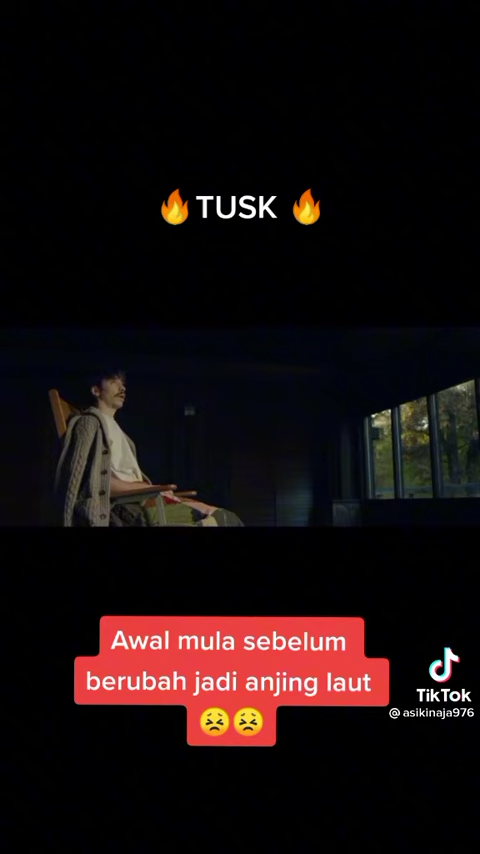 🔥TUSK 🔥
Awal mula sebelum
berubah jadi anjing laut
😣😣
TikTok
@asikinaja976